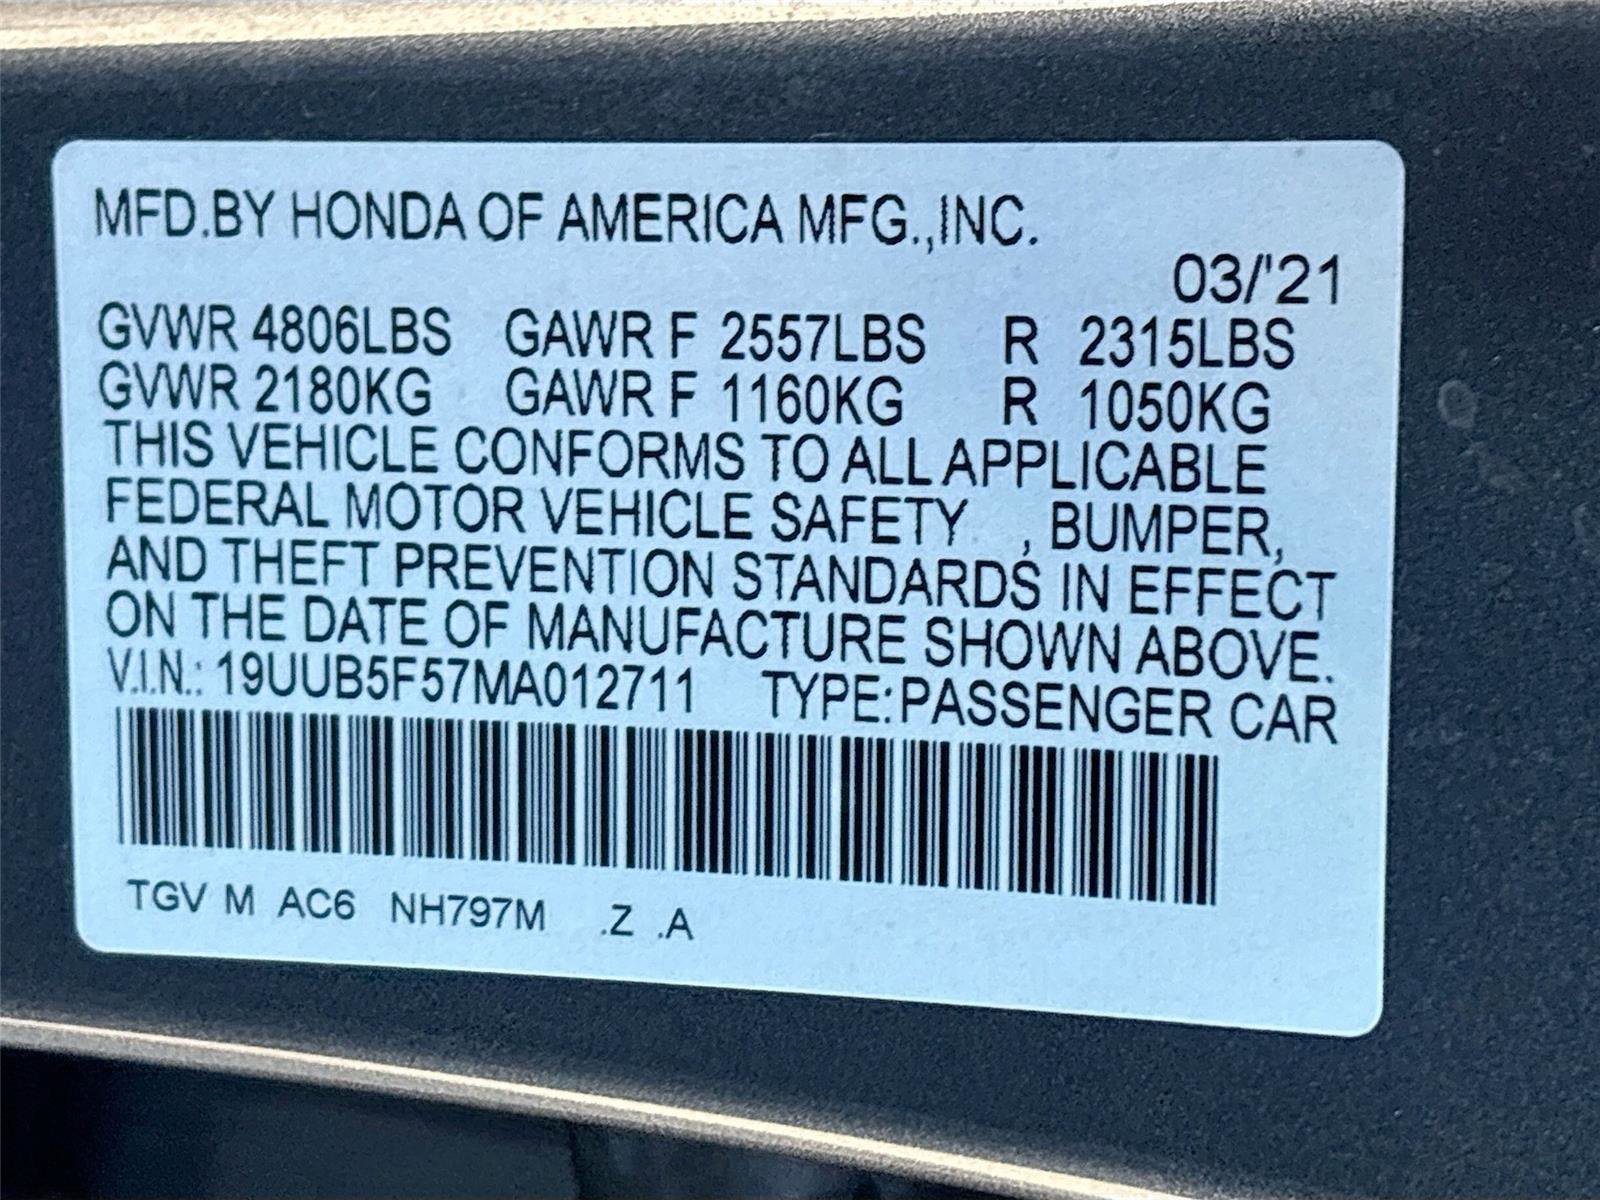 MFD.BY HONDA OF AMERICA MFG.,INC.
03/'21
GVWR 4806LBS GAWR F 2557LBS R 2315LBS
GVWR 2180KG GAWR F 1160KG R 1050KG
THIS VEHICLE CONFORMS TO ALL APPLICABLE
FEDERAL MOTOR VEHICLE SAFETY , BUMPER,
AND THEFT PREVENTION STANDARDS IN EFFECT
ON THE DATE OF MANUFACTURE SHOWN ABOVE.
V.I.N.: 19UUB5F57MA012711 TYPE:PASSENGER CAR
TGV M AC6 NH797M .Z .A